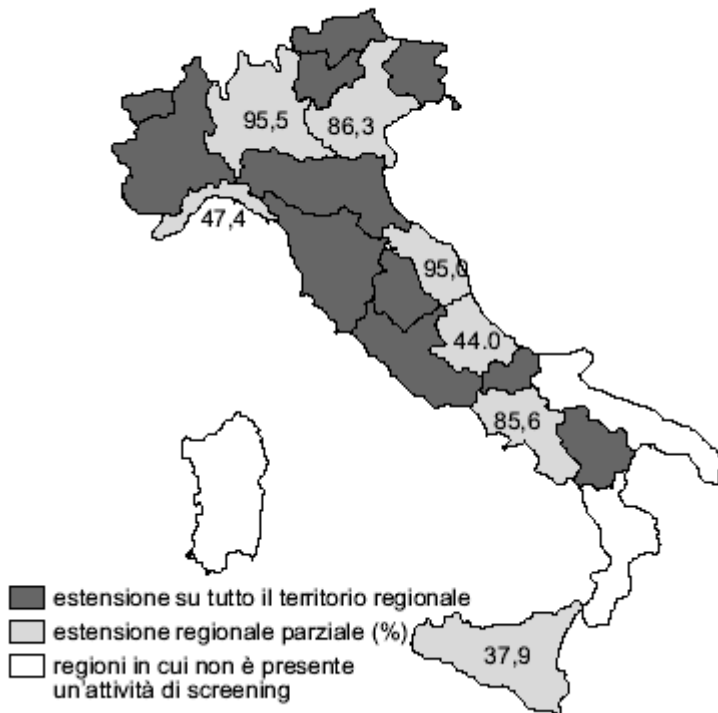 95,5
86,3
47,4
95,0
44.0
85,6
estensione su tutto il territorio regionale
estensione regionale parziale (%)
regioni in cui non è presente
un'attività di screening
37,9